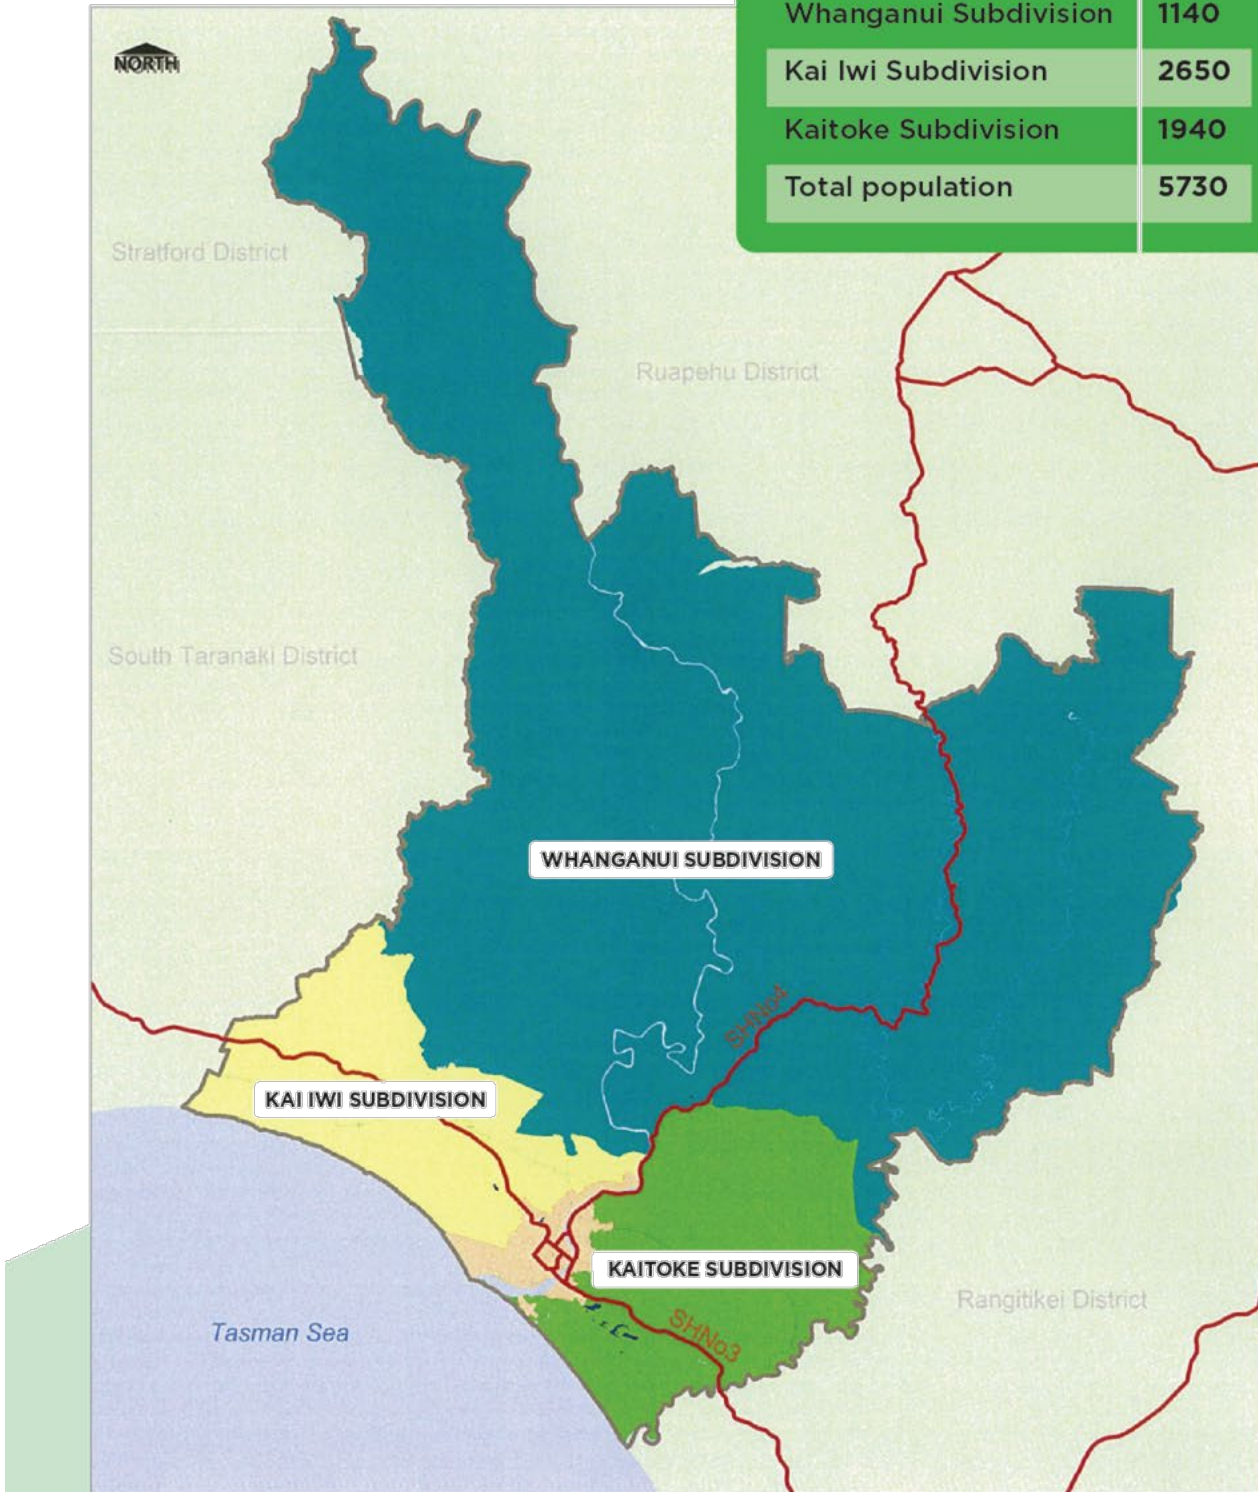 Whanganui Subdivision 1140
Kai Iwi Subdivision 2650
Kaitoke Subdivision 1940
Total population 5730
NORTH
Stratford District
Ruapehu District
South Taranaki District
WHANGANUI SUBDIVISION
SHNo4
KAI IWI SUBDIVISION
KAITOKE SUBDIVISION
Rangitikei District
SHNo3
Tasman Sea